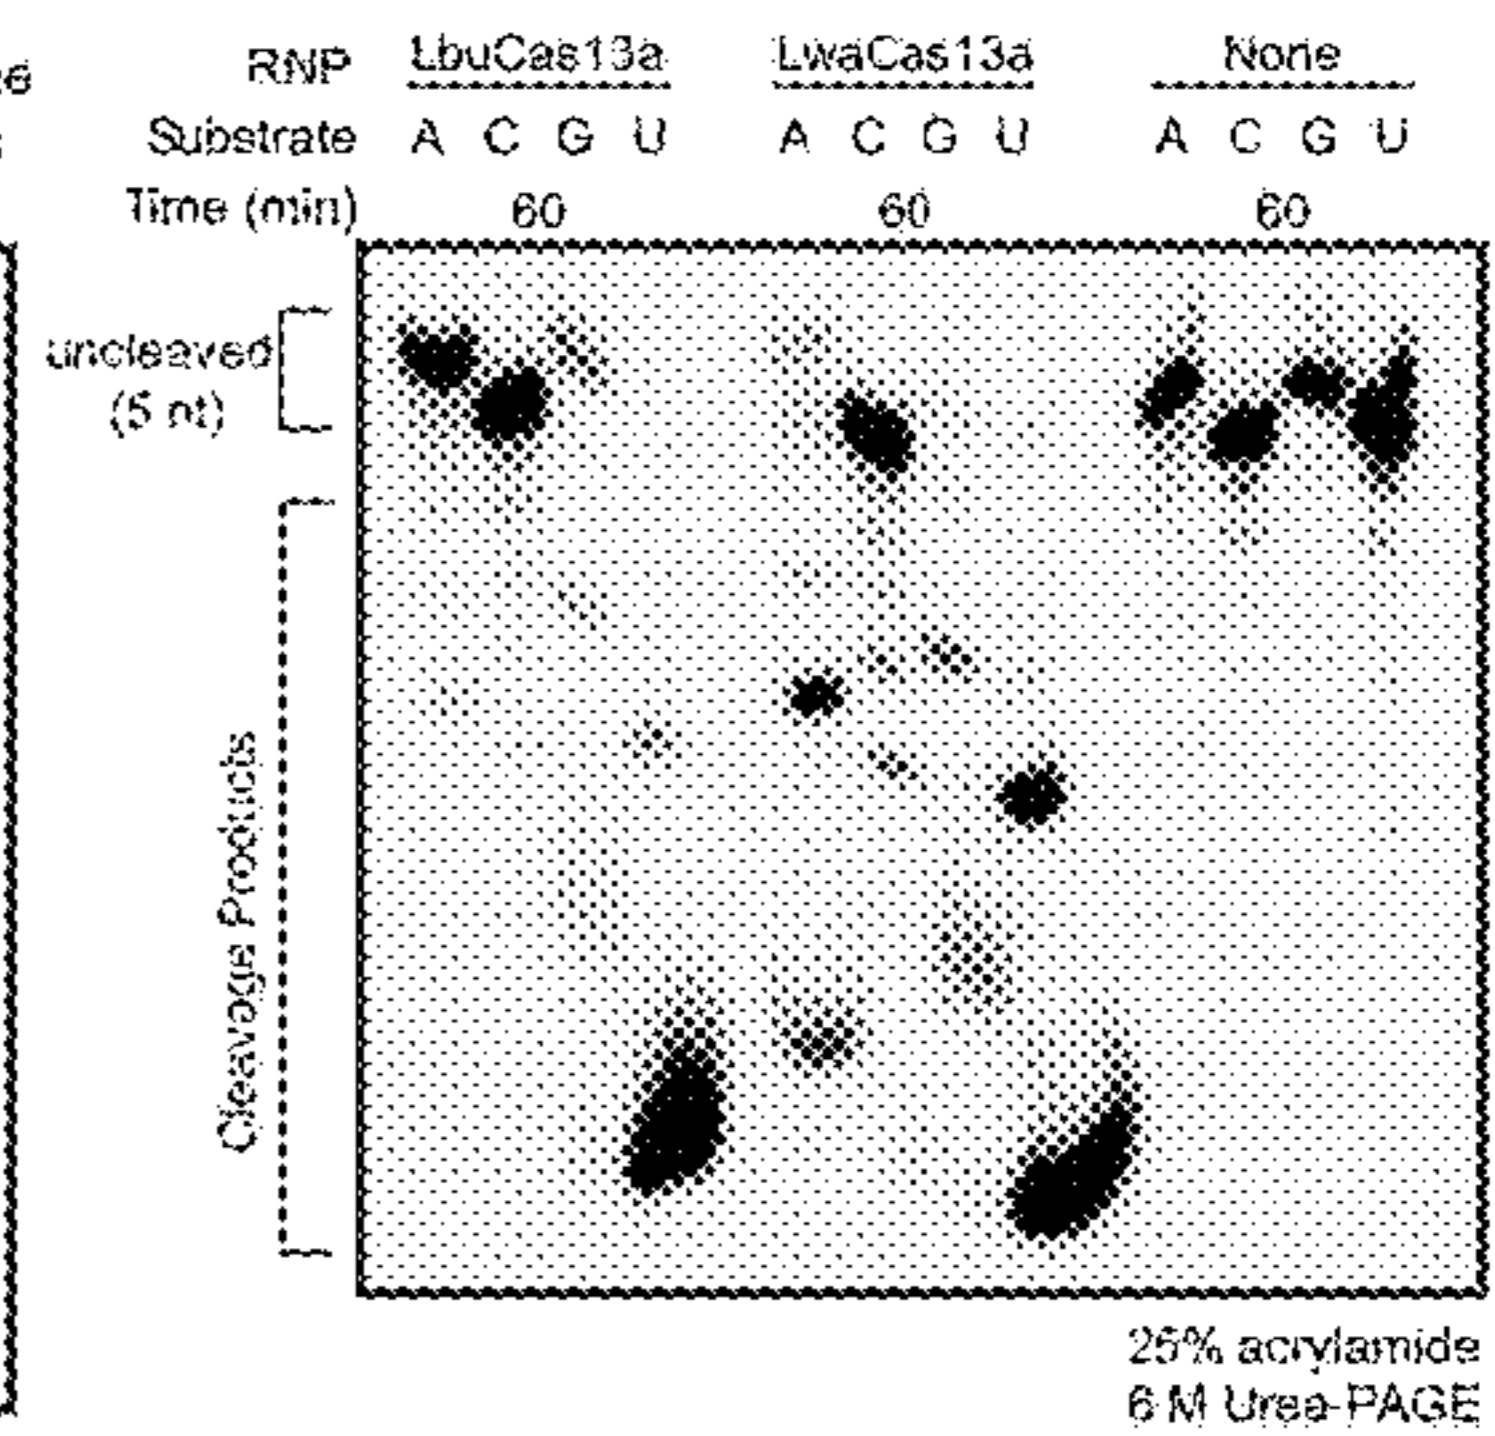 RNP LbuCas13a LwaCas13a None
Substrate A C G U A C G U A C G U
Time (min) 60 60 60
uncleaved
(5 nt)
Cleavage Products
25% acrylamide
6 M Urea-PAGE